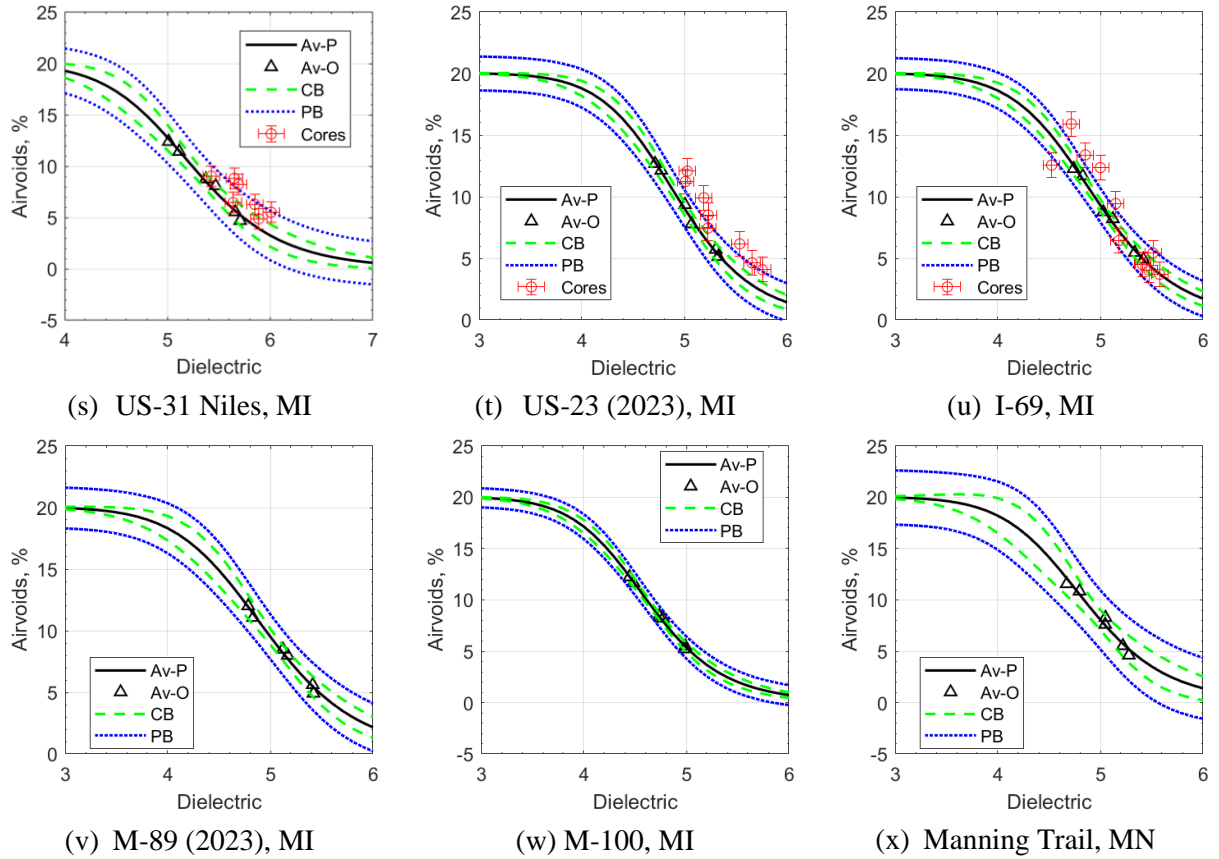 25
20
15
10
5
0
-5
Airvoids, %
Av-P
Av-O
CB
PB
Cores
4 5 6 7
Dielectric
(s) US-31 Niles, MI
25
20
15
10
5
0
Airvoids, %
Av-P
Av-O
CB
PB
Cores
3 4 5 6
Dielectric
(t) US-23 (2023), MI
25
20
15
10
5
0
Airvoids, %
Av-P
Av-O
CB
PB
Cores
3 4 5 6
Dielectric
(u) I-69, MI
25
20
15
10
5
0
Airvoids, %
Av-P
Av-O
CB
PB
3 4 5 6
Dielectric
(v) M-89 (2023), MI
25
20
15
10
5
0
-5
Airvoids, %
Av-P
Av-O
CB
PB
3 4 5 6
Dielectric
(w) M-100, MI
25
20
15
10
5
0
-5
Airvoids, %
Av-P
Av-O
CB
PB
3 4 5 6
Dielectric
(x) Manning Trail, MN